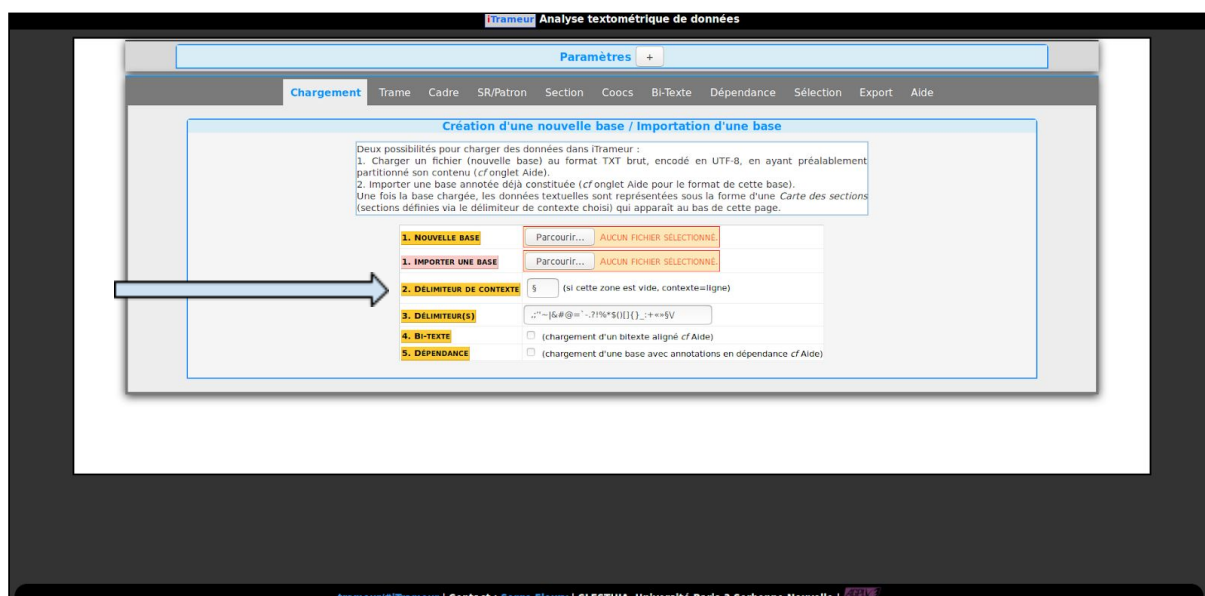 iTrameur Analyse textométrique de données
Paramètres +
Chargement Trame Cadre SR/Patron Section Coocs Bi-Texte Dépendance Sélection Export Aide
Création d'une nouvelle base / Importation d'une base
Deux possibilités pour charger des données dans iTrameur :
1. Charger un fichier (nouvelle base) au format TXT brut, encodé en UTF-8, en ayant préalablement
partitionné son contenu (cf onglet Aide).
2. Importer une base annotée déjà constituée (cf onglet Aide pour le format de cette base).
Une fois la base chargée, les données textuelles sont représentées sous la forme d'une Carte des sections
(sections définies via le délimiteur de contexte choisi) qui apparaît au bas de cette page.
1. NOUVELLE BASE Parcourir... AUCUN FICHIER SÉLECTIONNÉ.
1. IMPORTER UNE BASE Parcourir... AUCUN FICHIER SÉLECTIONNÉ.
2. DÉLIMITEUR DE CONTEXTE § (si cette zone est vide, contexte=ligne)
3. DÉLIMITEUR(S) .;'"~|&#@=`-.?!%*$()[]{}_:+«»§\/
4. BI-TEXTE (chargement d'un bitexte aligné cf Aide)
5. DÉPENDANCE (chargement d'une base avec annotations en dépendance cf Aide)